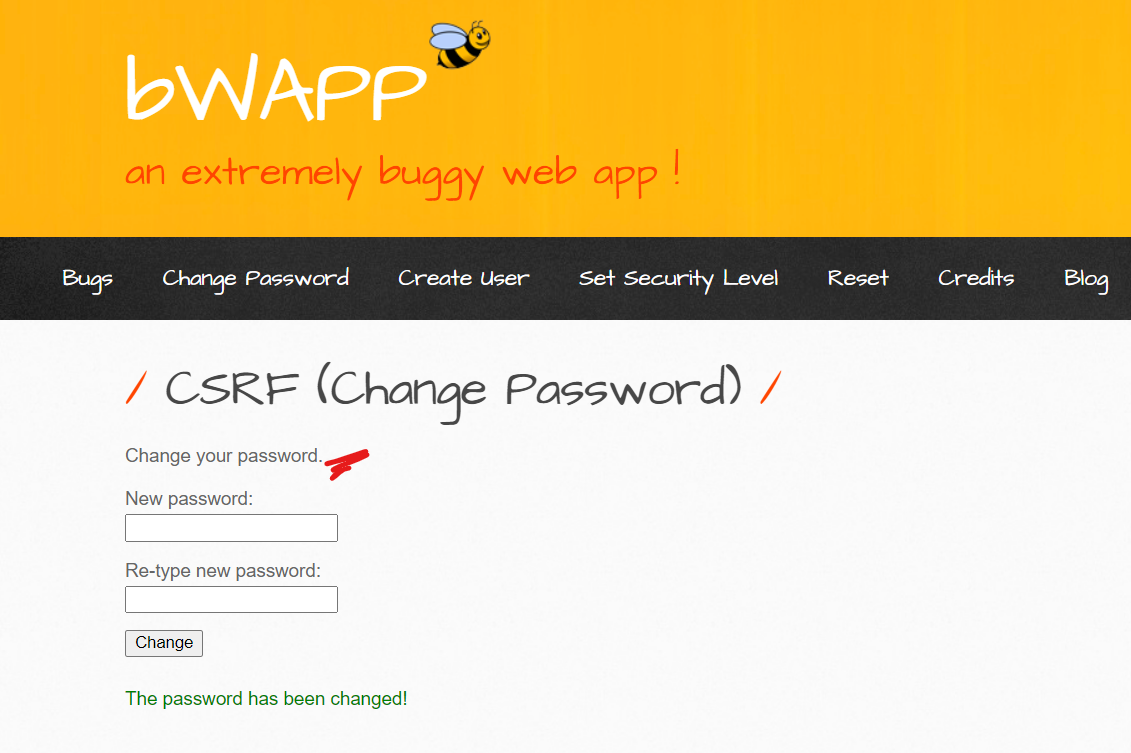 bWAPP
an extremely buggy web app !
Bugs Change Password Create User Set Security Level Reset Credits Blog
/ CSRF (Change Password) /
Change your password.
New password:
Re-type new password:
Change
The password has been changed!